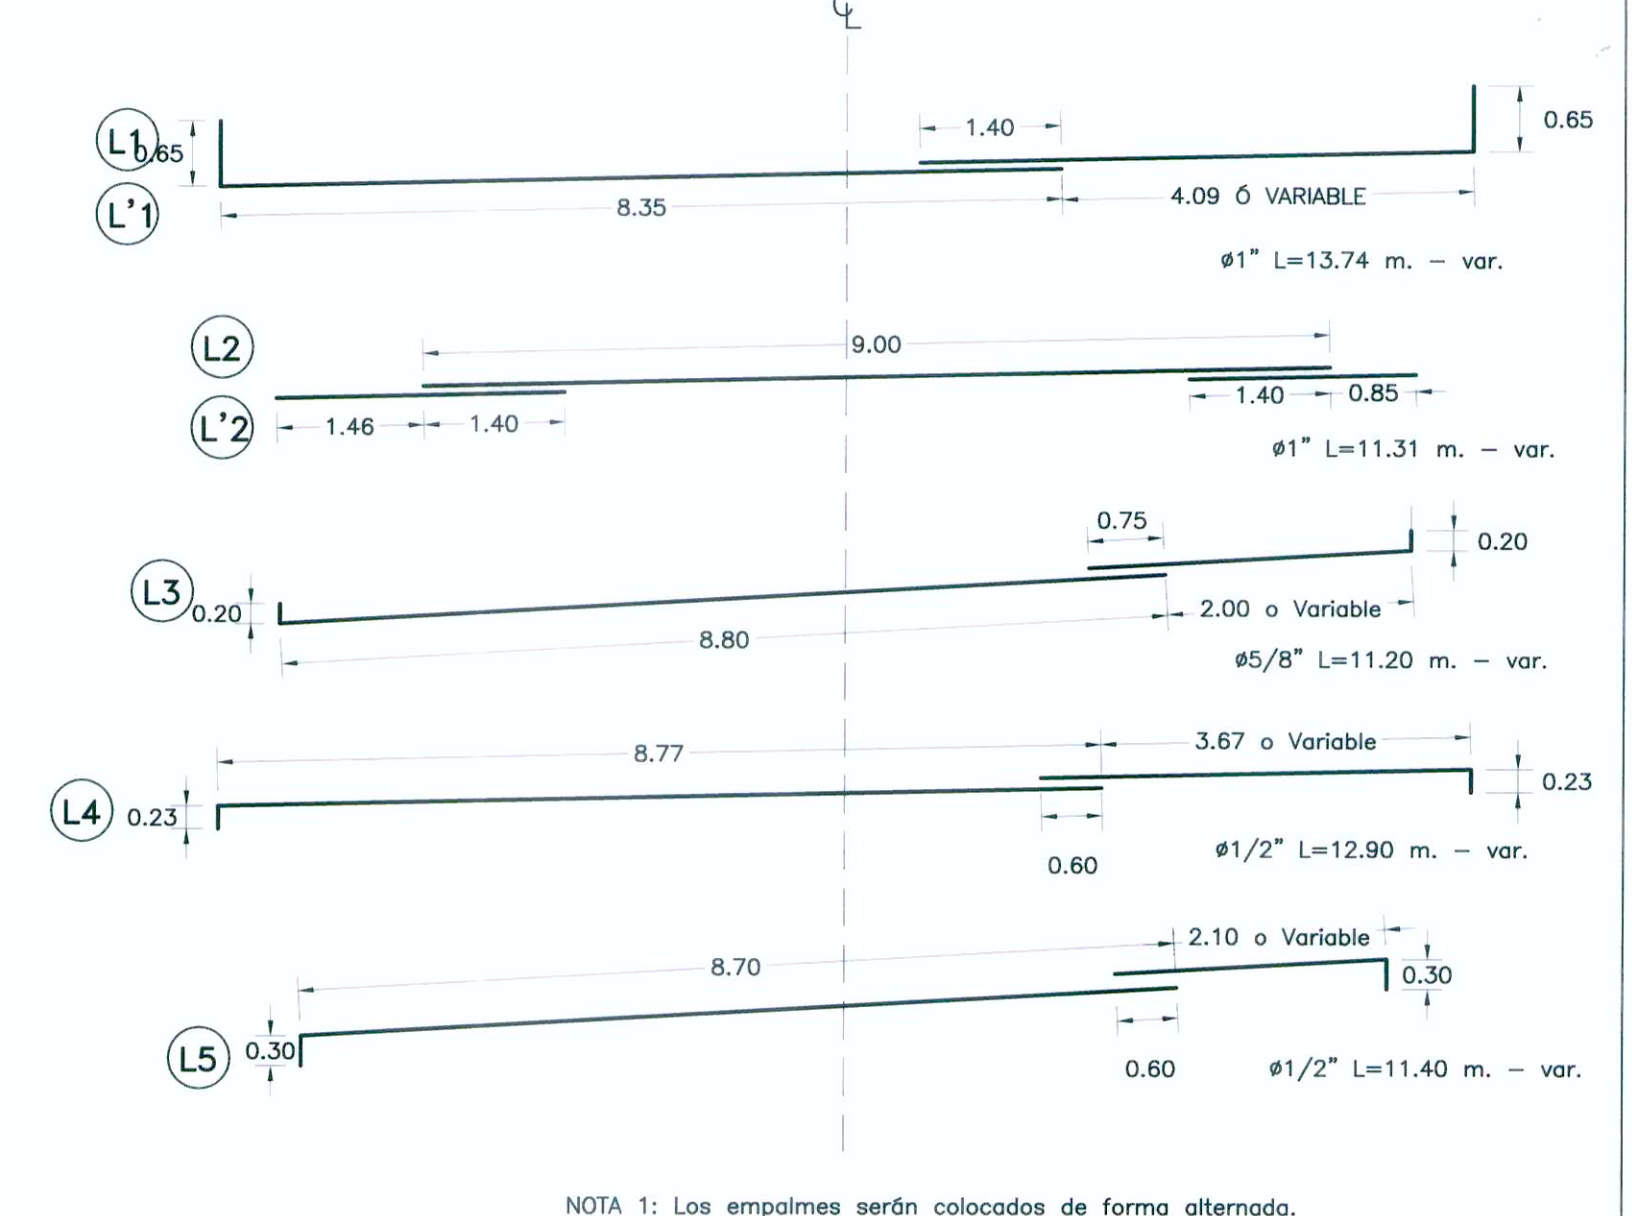 ℄
L1
0.65
L'1
1.40
0.65
8.35
4.09 Ó VARIABLE
ø1" L=13.74 m. – var.
L2
9.00
L'2
1.46
1.40
1.40
0.85
ø1" L=11.31 m. – var.
L3
0.20
0.75
0.20
8.80
2.00 o Variable
ø5/8" L=11.20 m. – var.
L4
0.23
8.77
3.67 o Variable
0.23
0.60
ø1/2" L=12.90 m. – var.
L5
0.30
8.70
2.10 o Variable
0.30
0.60
ø1/2" L=11.40 m. – var.
NOTA 1: Los empalmes serán colocados de forma alternada.